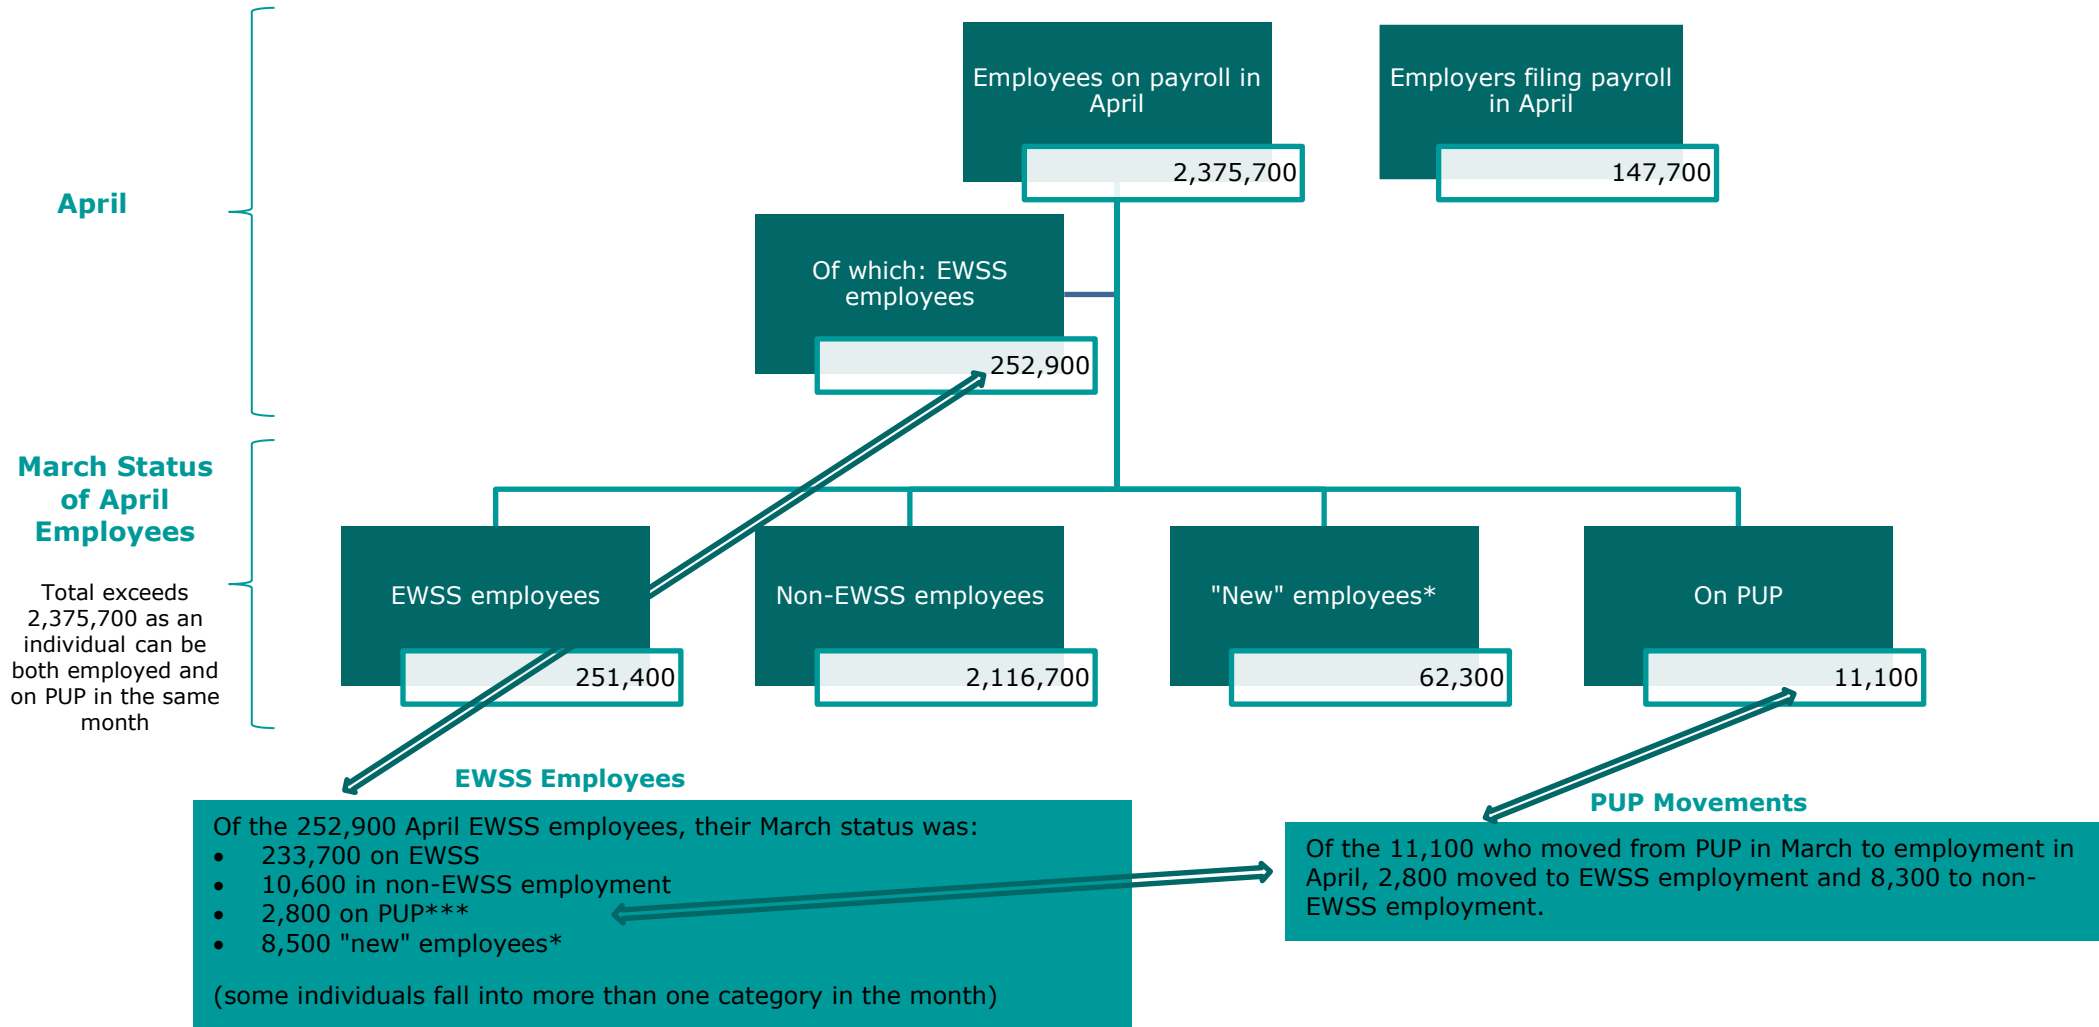 Employees on payroll in
April
2,375,700
Employers filing payroll
in April
147,700
April
Of which: EWSS
employees
252,900
March Status
of April
Employees
Total exceeds
2,375,700 as an
individual can be
both employed and
on PUP in the same
month
EWSS employees
251,400
Non-EWSS employees
2,116,700
"New" employees*
62,300
On PUP
11,100
EWSS Employees
Of the 252,900 April EWSS employees, their March status was:
• 233,700 on EWSS
• 10,600 in non-EWSS employment
• 2,800 on PUP***
• 8,500 "new" employees*
(some individuals fall into more than one category in the month)
PUP Movements
Of the 11,100 who moved from PUP in March to employment in
April, 2,800 moved to EWSS employment and 8,300 to non-
EWSS employment.